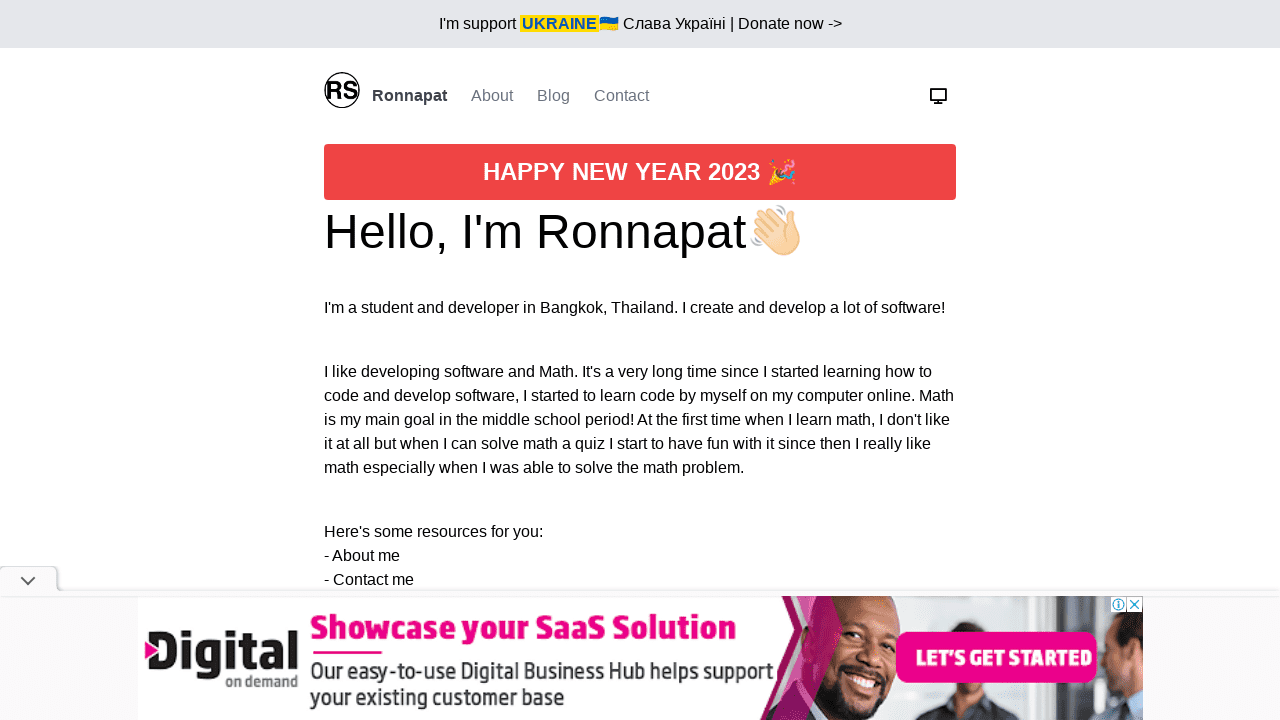 I'm support UKRAINE🇺🇦 Слава Україні | Donate now ->
RS Ronnapat About Blog Contact
HAPPY NEW YEAR 2023 🎉
Hello, I'm Ronnapat👋🏻
I'm a student and developer in Bangkok, Thailand. I create and develop a lot of software!
I like developing software and Math. It's a very long time since I started learning how to
code and develop software, I started to learn code by myself on my computer online. Math
is my main goal in the middle school period! At the first time when I learn math, I don't like
it at all but when I can solve math a quiz I start to have fun with it since then I really like
math especially when I was able to solve the math problem.
Here's some resources for you:
- About me
- Contact me
Digital
on demand
Showcase your SaaS Solution
Our easy-to-use Digital Business Hub helps support
your existing customer base
LET'S GET STARTED